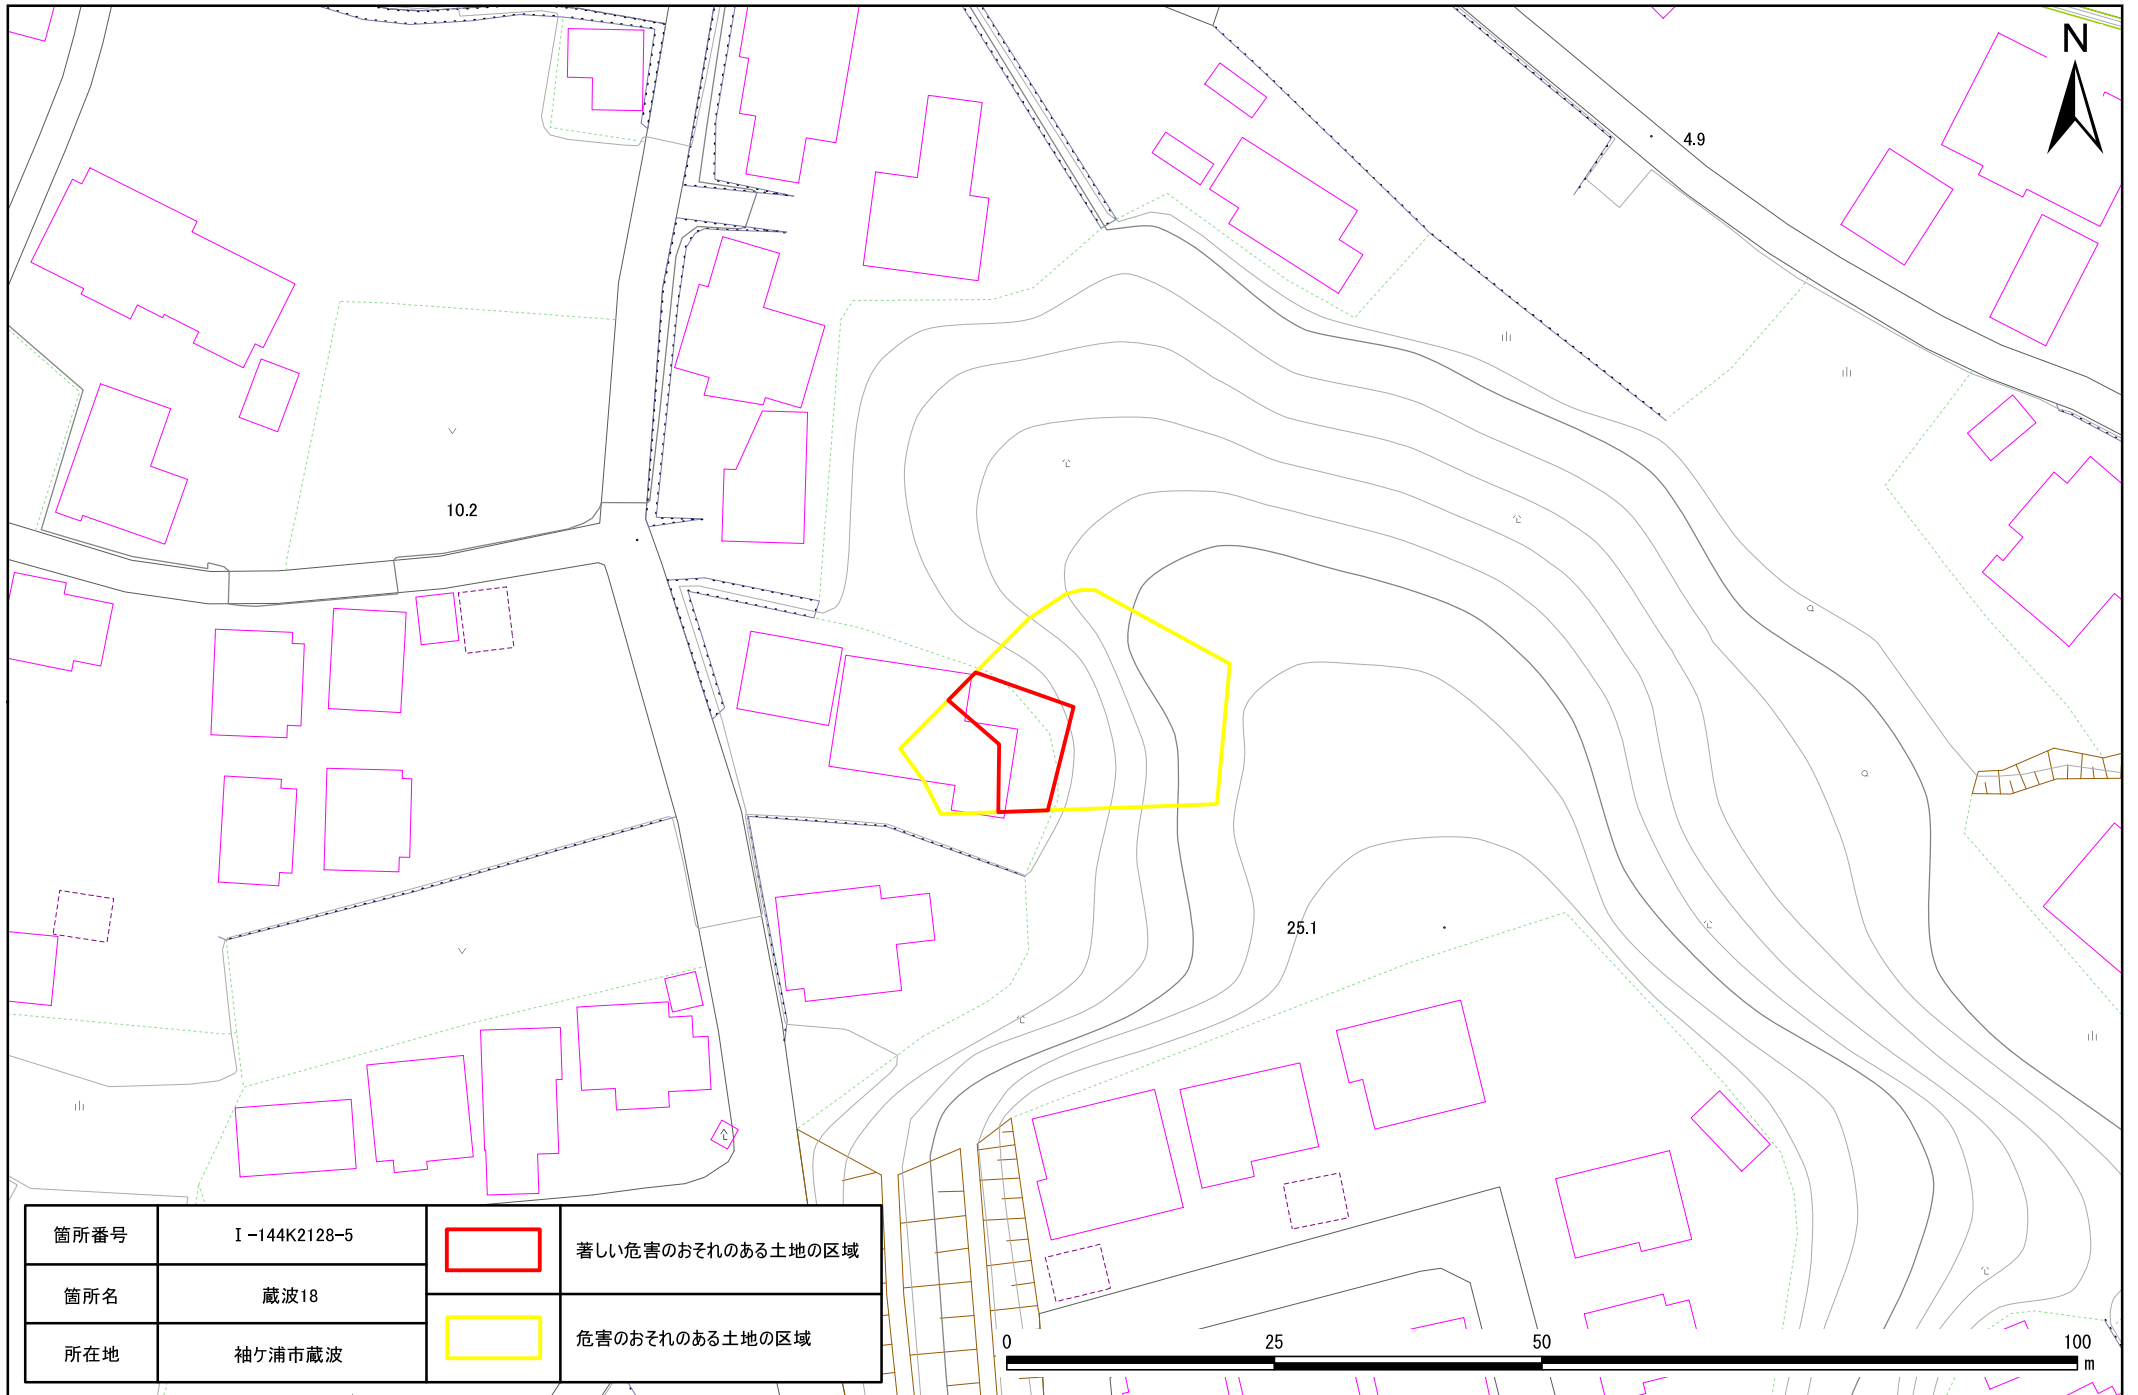 N
4.9
10.2
25.1
箇所番号 Ⅰ-144K2128-5
著しい危害のおそれのある土地の区域
箇所名 蔵波18
危害のおそれのある土地の区域
所在地 袖ケ浦市蔵波
0 25 50 100
m